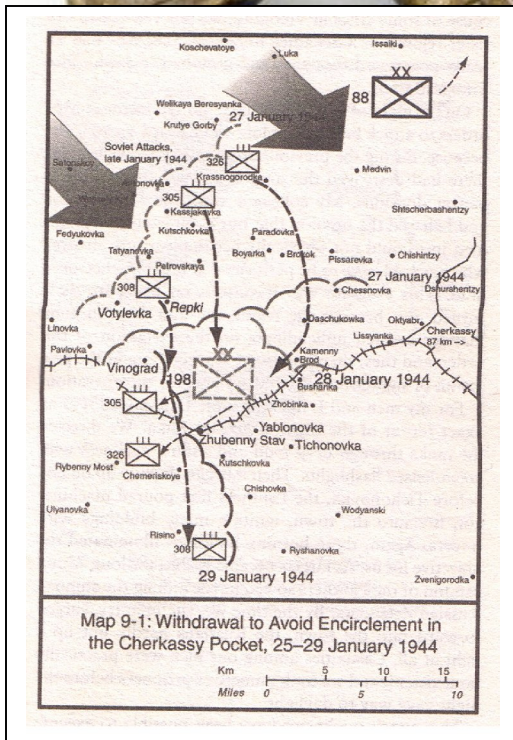 Koschevatoye
Luka
Issaiki
XX
88
Welikaya Beresyanka
27 January 1944
Krutye Gorby
Soviet Attacks,
late January 1944
326
Medvin
Krassnogorodka
305
Kassjakovka
Shtscherbashentzy
Kutschkovka
Fedyukovka
Paradovka
Tatyanovka
Boyarka
Brokok
Pissarevka
Chishintzy
Petrovskaya
27 January 1944
308
Chessnovka
Dshurahentzy
Repki
Votylevka
Linovka
Daschukowka
Oktyabr
Cherkassy
87 km ->
Lissyanka
Pavlovka
XX
Kamenny
Brod
Vinograd
198
28 January 1944
Busharika
305
Zhobinka
Yablonovka
Zhubenny Stav
Tichonovka
326
Rybenny Most
Kutschkovka
Chemeriskoye
Chishovka
Ulyanovka
Wodyanski
Risino
308
Ryshanovka
29 January 1944
Zvenigorodka
Map 9-1: Withdrawal to Avoid Encirclement in
the Cherkassy Pocket, 25–29 January 1944
Km 0 5 10 15
Miles 0 5 10